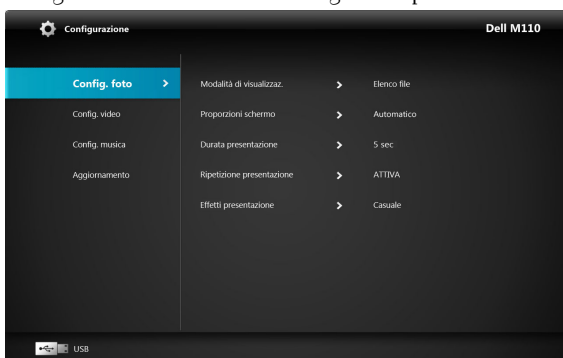 Configurazione
Dell M110
Config. foto
Modalità di visualizzaz.
Elenco file
Config. video
Proporzioni schermo
Automatico
Config. musica
Durata presentazione
5 sec
Aggiornamento
Ripetizione presentazione
ATTIVA
Effetti presentazione
Casuale
USB